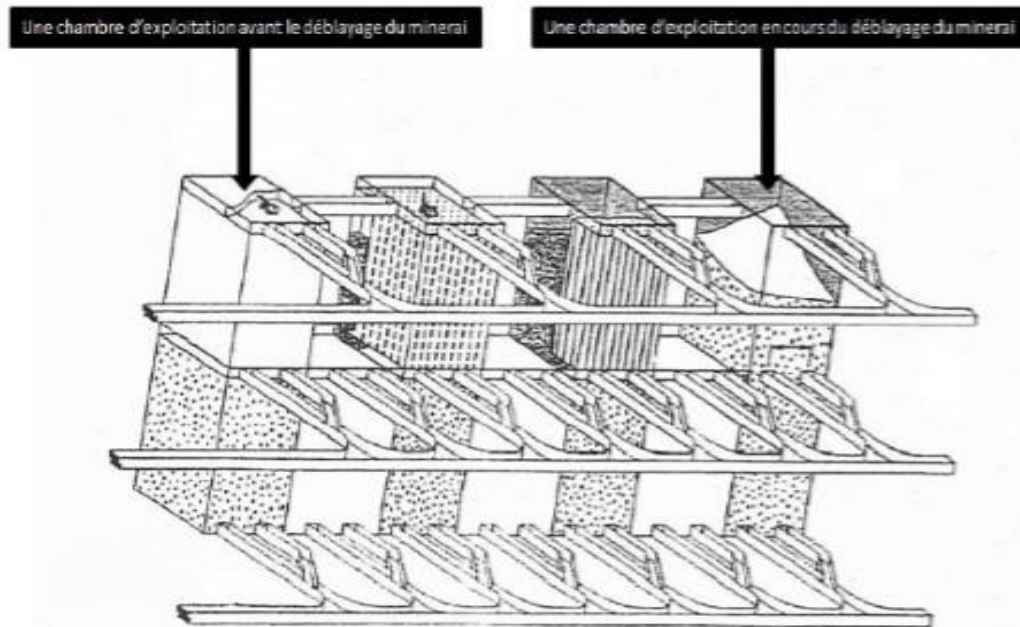 Une chambre d'exploitation avant le déblayage du minerai
Une chambre d'exploitation en cours du déblayage du minerai